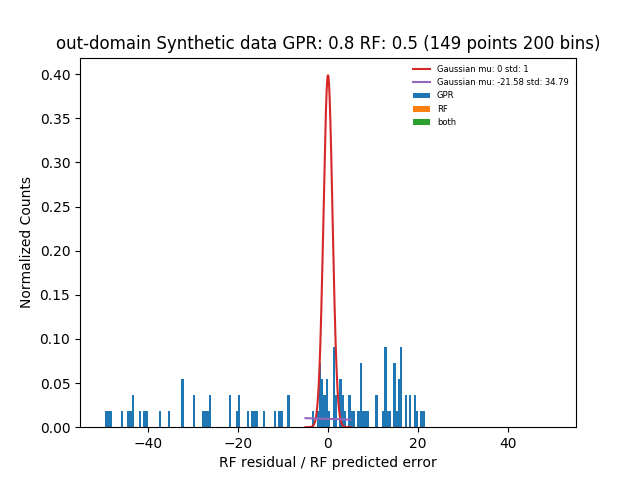 out-domain Synthetic data GPR: 0.8 RF: 0.5 (149 points 200 bins)
Gaussian mu: 0 std: 1
Gaussian mu: -21.58 std: 34.79
GPR
RF
both
Normalized Counts
0.40
0.35
0.30
0.25
0.20
0.15
0.10
0.05
0.00
−40 −20 0 20 40
RF residual / RF predicted error